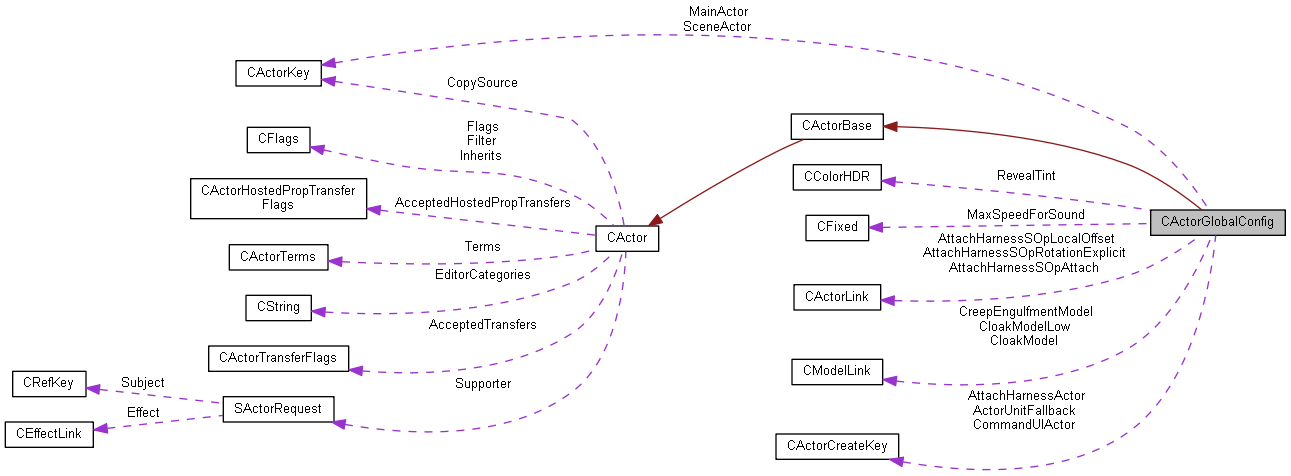 MainActor
SceneActor
CActorKey
CopySource
CFlags
Flags
Filter
Inherits
CActorBase
CColorHDR
RevealTint
CActorHostedPropTransfer
Flags
AcceptedHostedPropTransfers
CFixed
MaxSpeedForSound
CActorGlobalConfig
CActor
CActorTerms
Terms
AttachHarnessSOpLocalOffset
AttachHarnessSOpRotationExplicit
AttachHarnessSOpAttach
EditorCategories
CString
CActorLink
CreepEngulfmentModel
CloakModelLow
CloakModel
AcceptedTransfers
CActorTransferFlags
CModelLink
CRefKey
Subject
Supporter
SActorRequest
Effect
CEffectLink
AttachHarnessActor
ActorUnitFallback
CommandUIActor
CActorCreateKey